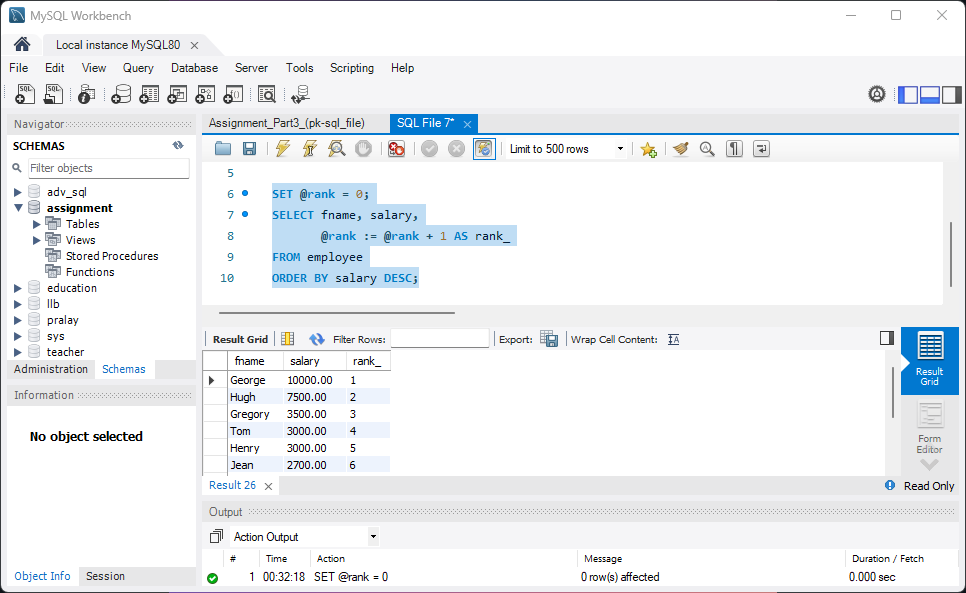 MySQL Workbench
Local instance MySQL80
File Edit View Query Database Server Tools Scripting Help
Navigator
SCHEMAS
Filter objects
adv_sql
assignment
Tables
Views
Stored Procedures
Functions
education
llb
pralay
sys
teacher
Administration Schemas
Information
No object selected
Object Info Session
Assignment_Part3_(pk-sql_file) SQL File 7*
Limit to 500 rows
5
6 SET @rank = 0;
7 SELECT fname, salary,
8 @rank := @rank + 1 AS rank_
9 FROM employee
10 ORDER BY salary DESC;
Result Grid Filter Rows: Export: Wrap Cell Content:
fname salary rank_
George 10000.00 1
Hugh 7500.00 2
Gregory 3500.00 3
Tom 3000.00 4
Henry 3000.00 5
Jean 2700.00 6
Result
Grid
Form
Editor
Result 26 Read Only
Output
Action Output
# Time Action Message Duration / Fetch
1 00:32:18 SET @rank = 0 0 row(s) affected 0.000 sec